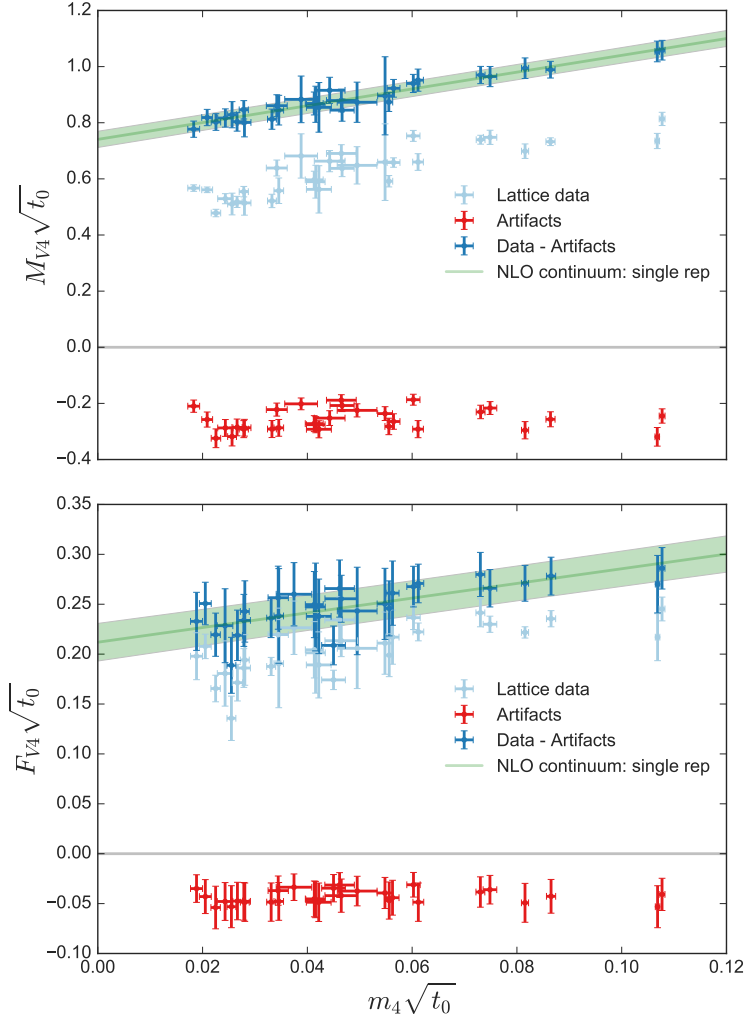 1.2
1.0
0.8
0.6
0.4
0.2
0.0
−0.2
−0.4
M_{V4}√t_0
Lattice data
Artifacts
Data - Artifacts
NLO continuum: single rep
0.35
0.30
0.25
0.20
0.15
0.10
0.05
0.00
−0.05
−0.10
F_{V4}√t_0
Lattice data
Artifacts
Data - Artifacts
NLO continuum: single rep
0.00 0.02 0.04 0.06 0.08 0.10 0.12
m_4√t_0